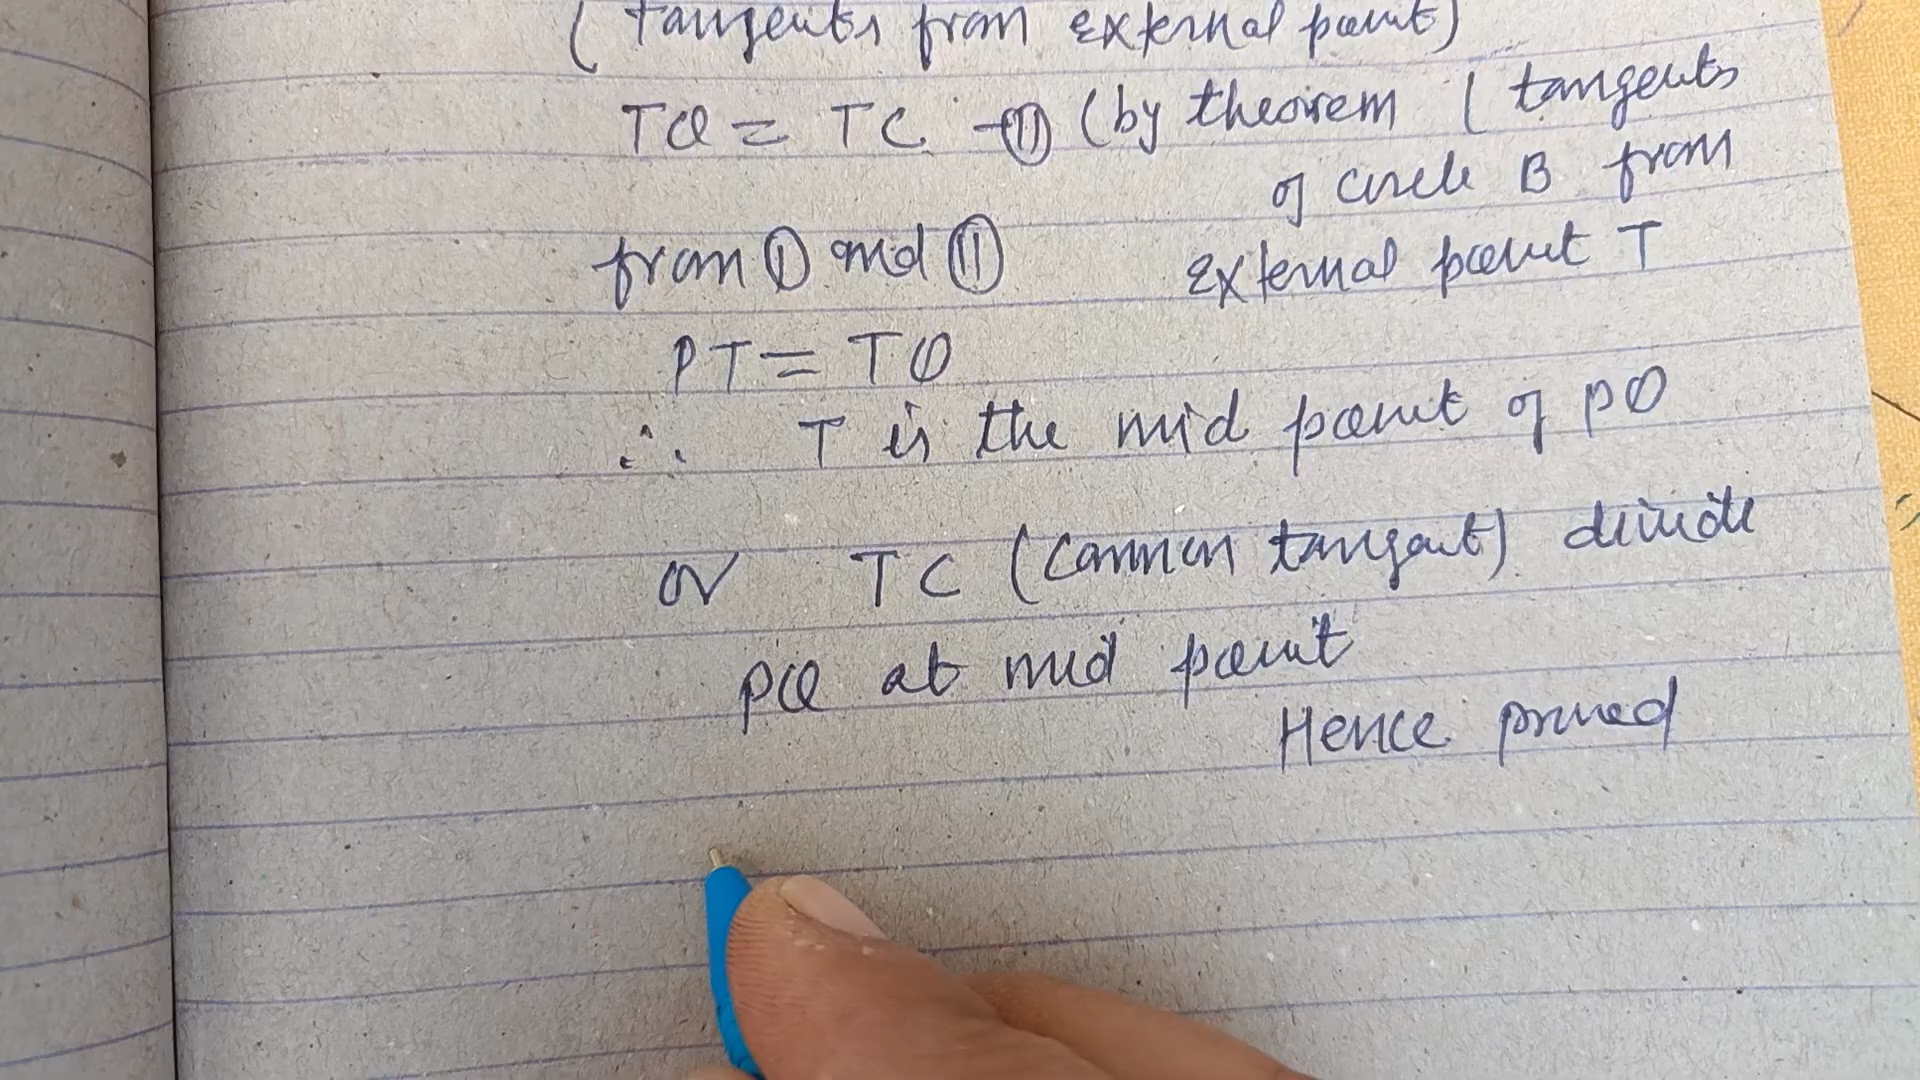 ( tangents from external point)
TQ = TC -(II) (by theorem ( tangents
of circle B from
external point T
from (I) and (II)
PT = TQ
∴ T is the mid point of PQ
or TC (common tangent) divide
PQ at mid point
Hence proved